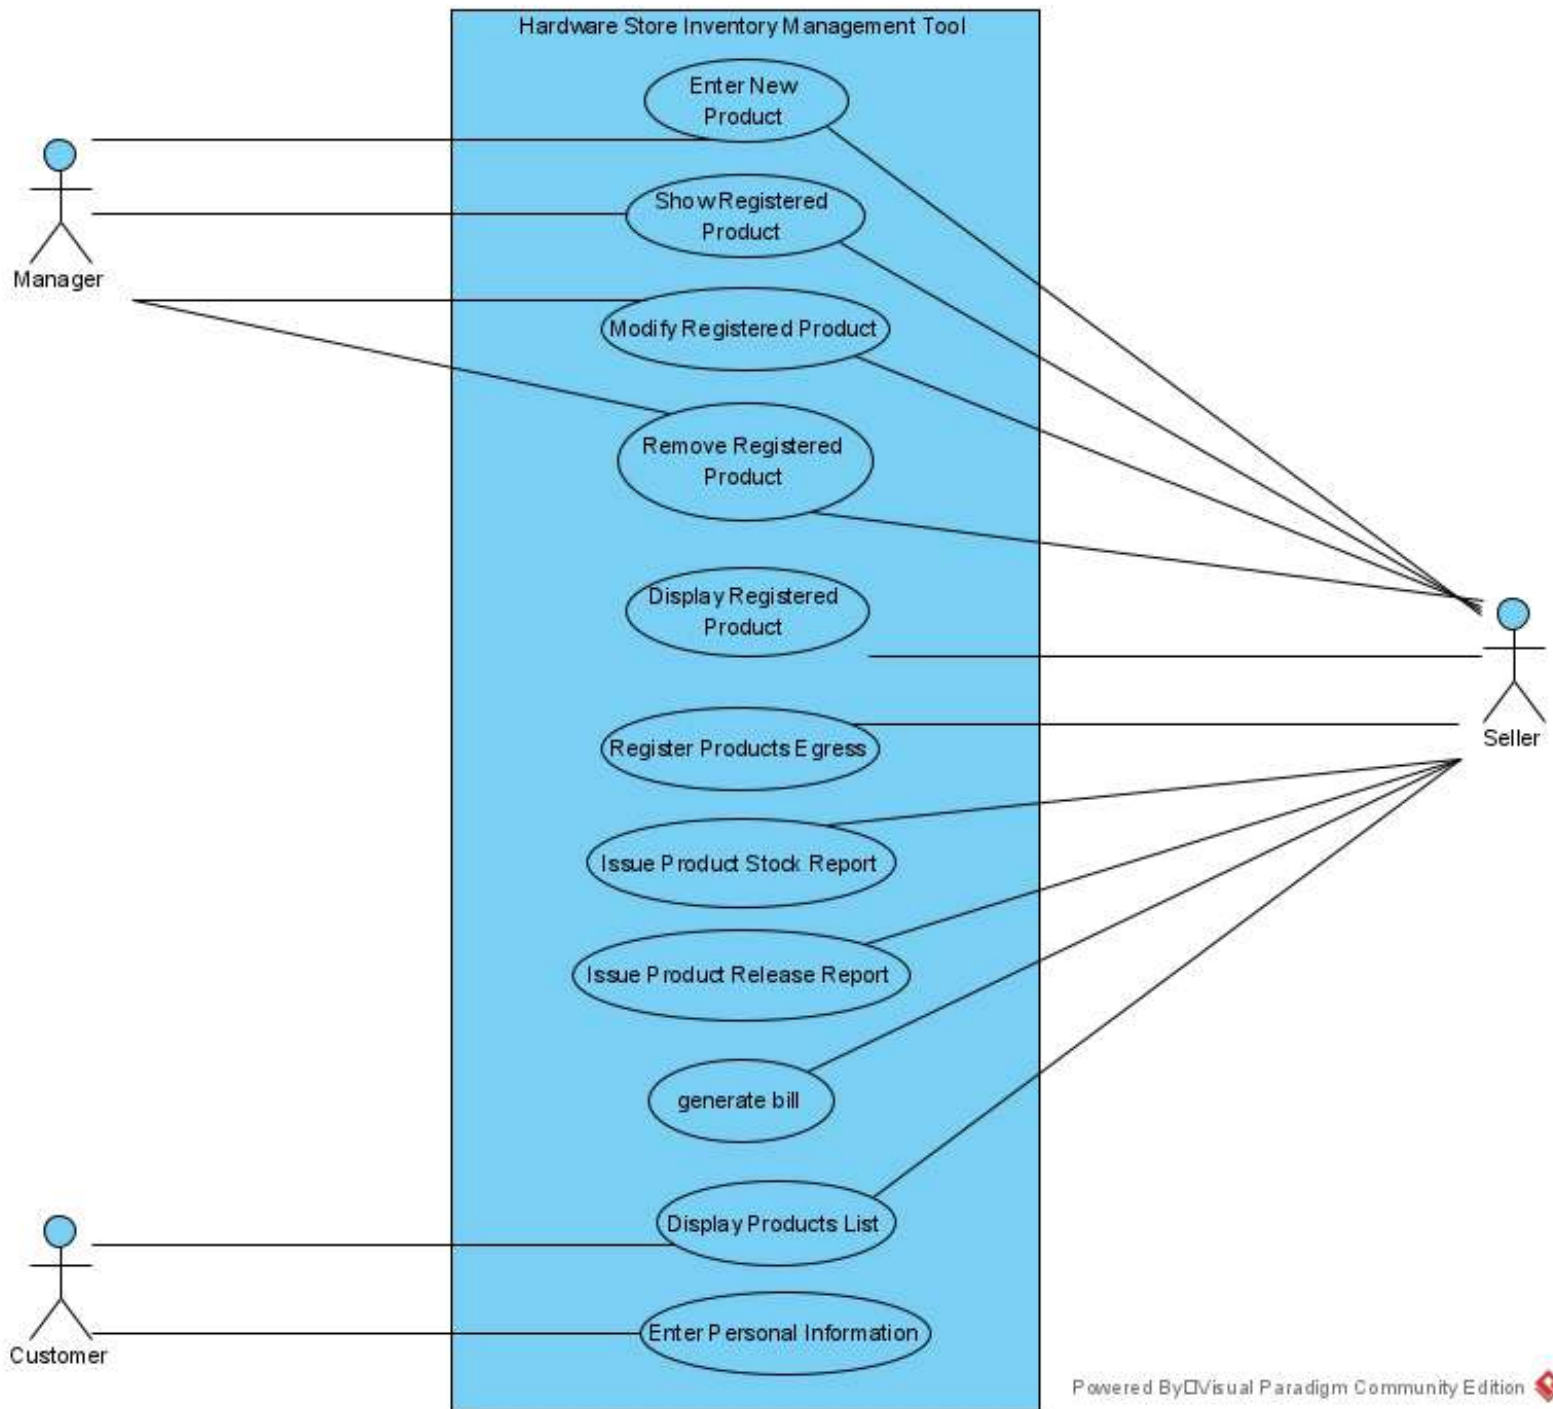 Hardware Store Inventory Management Tool
Enter New
Product
Show Registered
Product
Manager
Modify Registered Product
Remove Registered
Product
Display Registered
Product
Register Products Egress
Seller
Issue Product Stock Report
Issue Product Release Report
generate bill
Display Products List
Enter Personal Information
Customer
Powered By□Visual Paradigm Community Edition